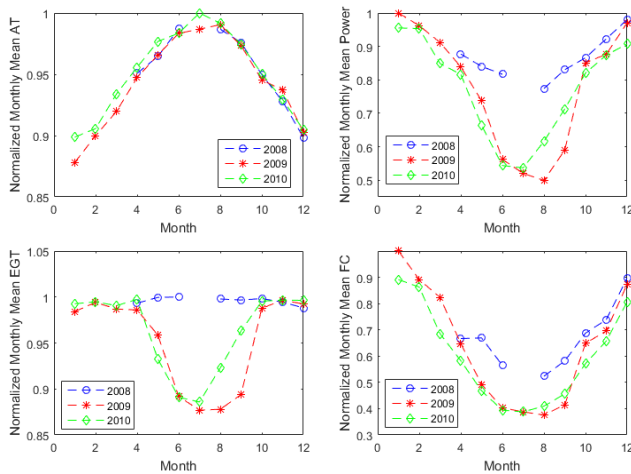 Normalized Monthly Mean AT
1
0.95
0.9
0.85
0 2 4 6 8 10 12
Month
2008
2009
2010
Normalized Monthly Mean Power
1
0.9
0.8
0.7
0.6
0.5
0 2 4 6 8 10 12
Month
2008
2009
2010
Normalized Monthly Mean EGT
1.05
1
0.95
0.9
0.85
0 2 4 6 8 10 12
Month
2008
2009
2010
Normalized Monthly Mean FC
0.9
0.8
0.7
0.6
0.5
0.4
0.3
0 2 4 6 8 10 12
Month
2008
2009
2010